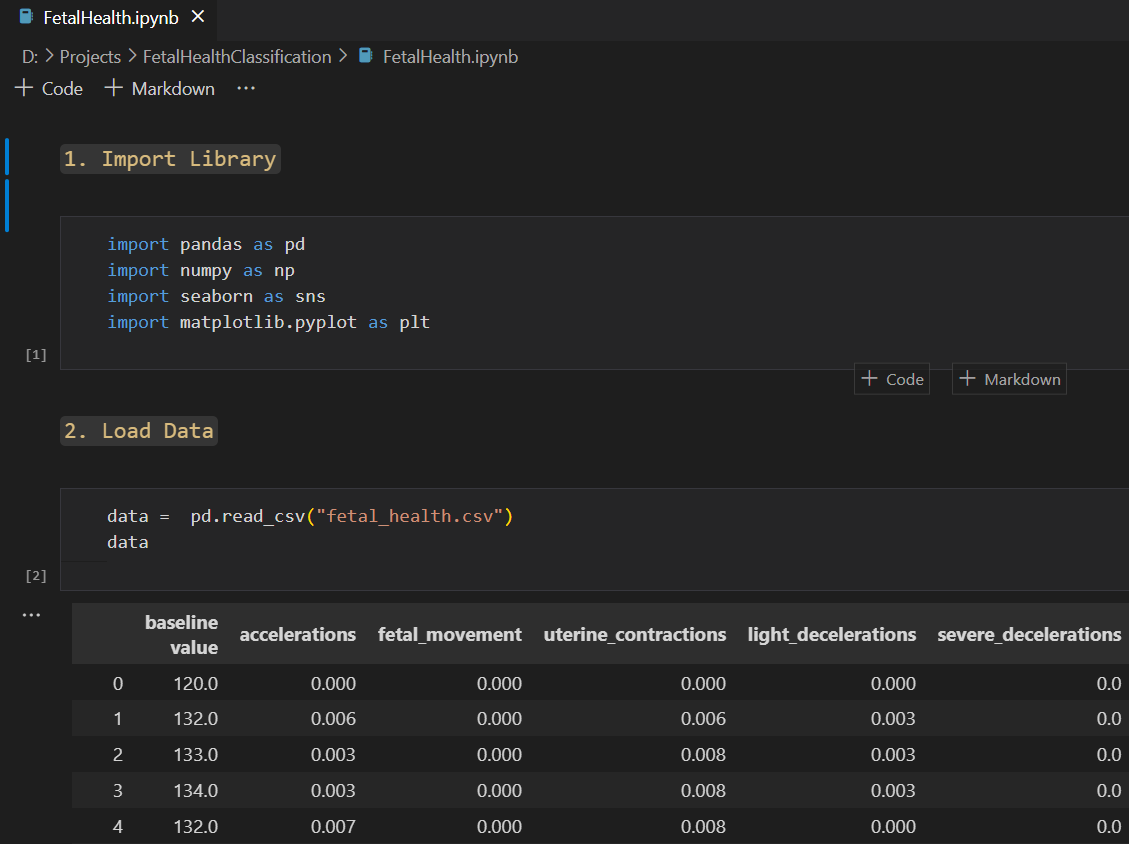 FetalHealth.ipynb ×
D: > Projects > FetalHealthClassification > FetalHealth.ipynb
+ Code + Markdown ...
1. Import Library
import pandas as pd
import numpy as np
import seaborn as sns
import matplotlib.pyplot as plt
[1]
+ Code + Markdown
2. Load Data
data =  pd.read_csv("fetal_health.csv")
data
[2]
...
baseline value accelerations fetal_movement uterine_contractions light_decelerations severe_decelerations
0 120.0 0.000 0.000 0.000 0.000 0.0
1 132.0 0.006 0.000 0.006 0.003 0.0
2 133.0 0.003 0.000 0.008 0.003 0.0
3 134.0 0.003 0.000 0.008 0.003 0.0
4 132.0 0.007 0.000 0.008 0.000 0.0